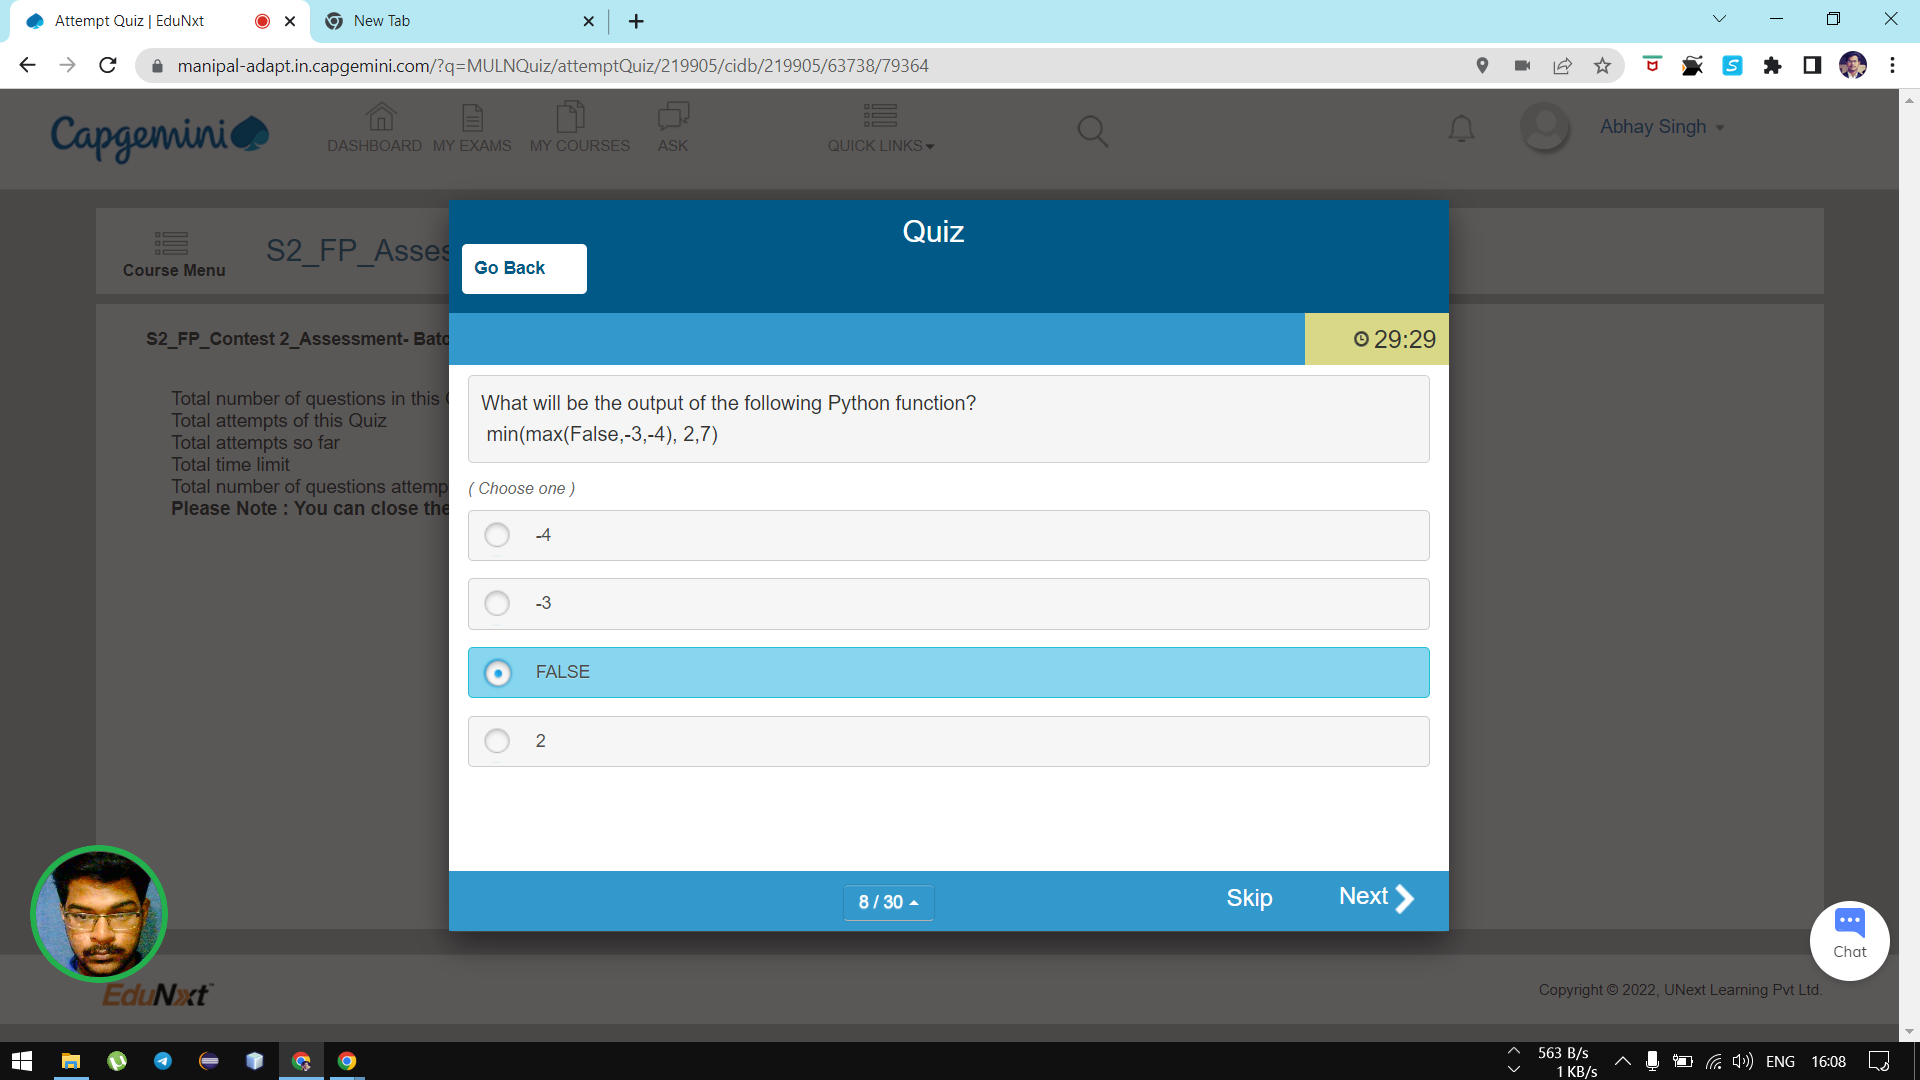 Attempt Quiz | EduNxt
New Tab
manipal-adapt.in.capgemini.com/?q=MULNQuiz/attemptQuiz/219905/cidb/219905/63738/79364
Capgemini
DASHBOARD
MY EXAMS
MY COURSES
ASK
QUICK LINKS
Abhay Singh
Course Menu
S2_FP_Asses
Quiz
Go Back
29:29
S2_FP_Contest 2_Assessment- Batc
Total number of questions in this
Total attempts of this Quiz
Total attempts so far
Total time limit
Total number of questions attemp
Please Note : You can close the
What will be the output of the following Python function?
min(max(False,-3,-4), 2,7)
( Choose one )
-4
-3
FALSE
2
8 / 30
Skip
Next
Chat
EduNxt
Copyright © 2022, UNext Learning Pvt Ltd.
563 B/s
1 KB/s
ENG
16:08